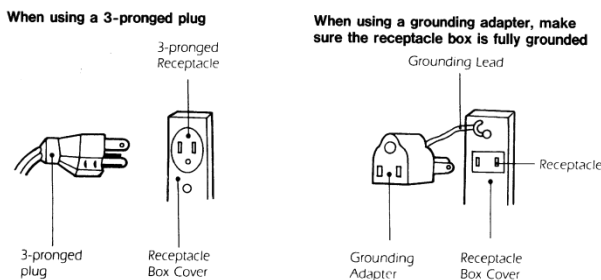 When using a 3-pronged plug
3-pronged
Receptacle
3-pronged
plug
Receptacle
Box Cover
When using a grounding adapter, make
sure the receptacle box is fully grounded
Grounding Lead
Receptacle
Grounding
Adapter
Receptacle
Box Cover